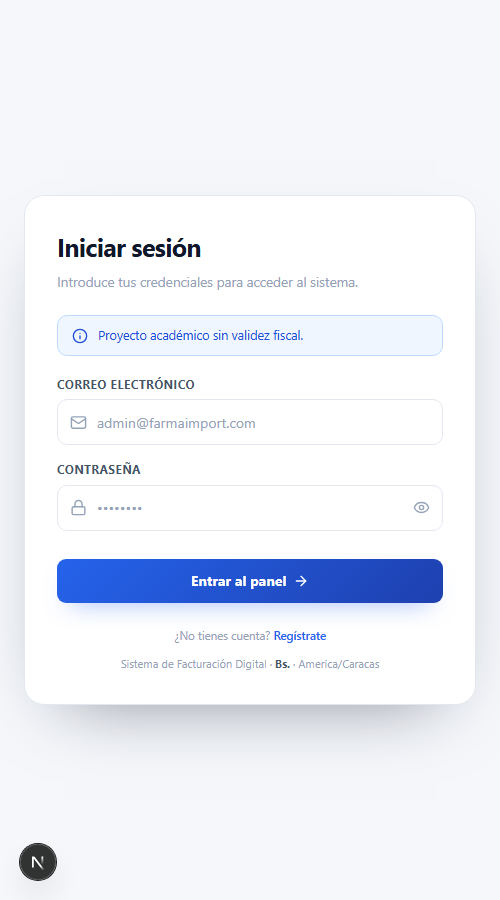 Iniciar sesión
Introduce tus credenciales para acceder al sistema.
Proyecto académico sin validez fiscal.
CORREO ELECTRÓNICO
admin@farmaimport.com
CONTRASEÑA
••••••••
Entrar al panel →
¿No tienes cuenta? Regístrate
Sistema de Facturación Digital · Bs. · America/Caracas
N